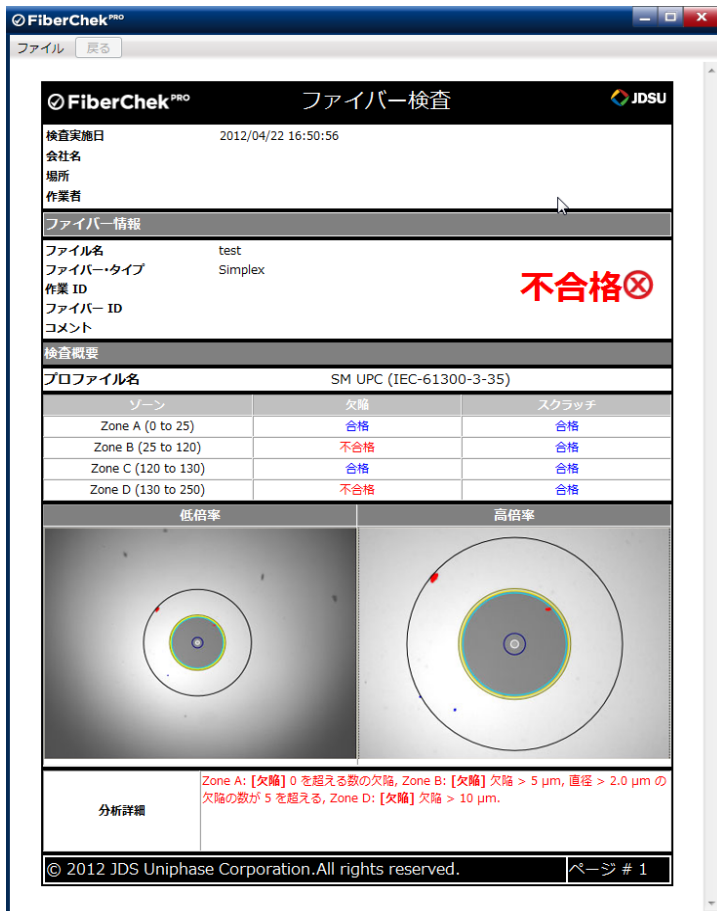 FiberChek PRO
ファイル 戻る
FiberChek PRO ファイバー検査 JDSU
検査実施日 2012/04/22 16:50:56
会社名
場所
作業者
ファイバー情報
ファイル名 test
ファイバー・タイプ Simplex
作業 ID
ファイバー ID
コメント
不合格
検査概要
プロファイル名 SM UPC (IEC-61300-3-35)
ゾーン 欠陥 スクラッチ
Zone A (0 to 25) 合格 合格
Zone B (25 to 120) 不合格 合格
Zone C (120 to 130) 合格 合格
Zone D (130 to 250) 不合格 合格
低倍率 高倍率
Zone A: [欠陥] 0 を超える数の欠陥, Zone B: [欠陥] 欠陥 > 5 µm, 直径 > 2.0 µm の
欠陥の数が 5 を超える, Zone D: [欠陥] 欠陥 > 10 µm.
分析詳細
© 2012 JDS Uniphase Corporation.All rights reserved. ページ # 1